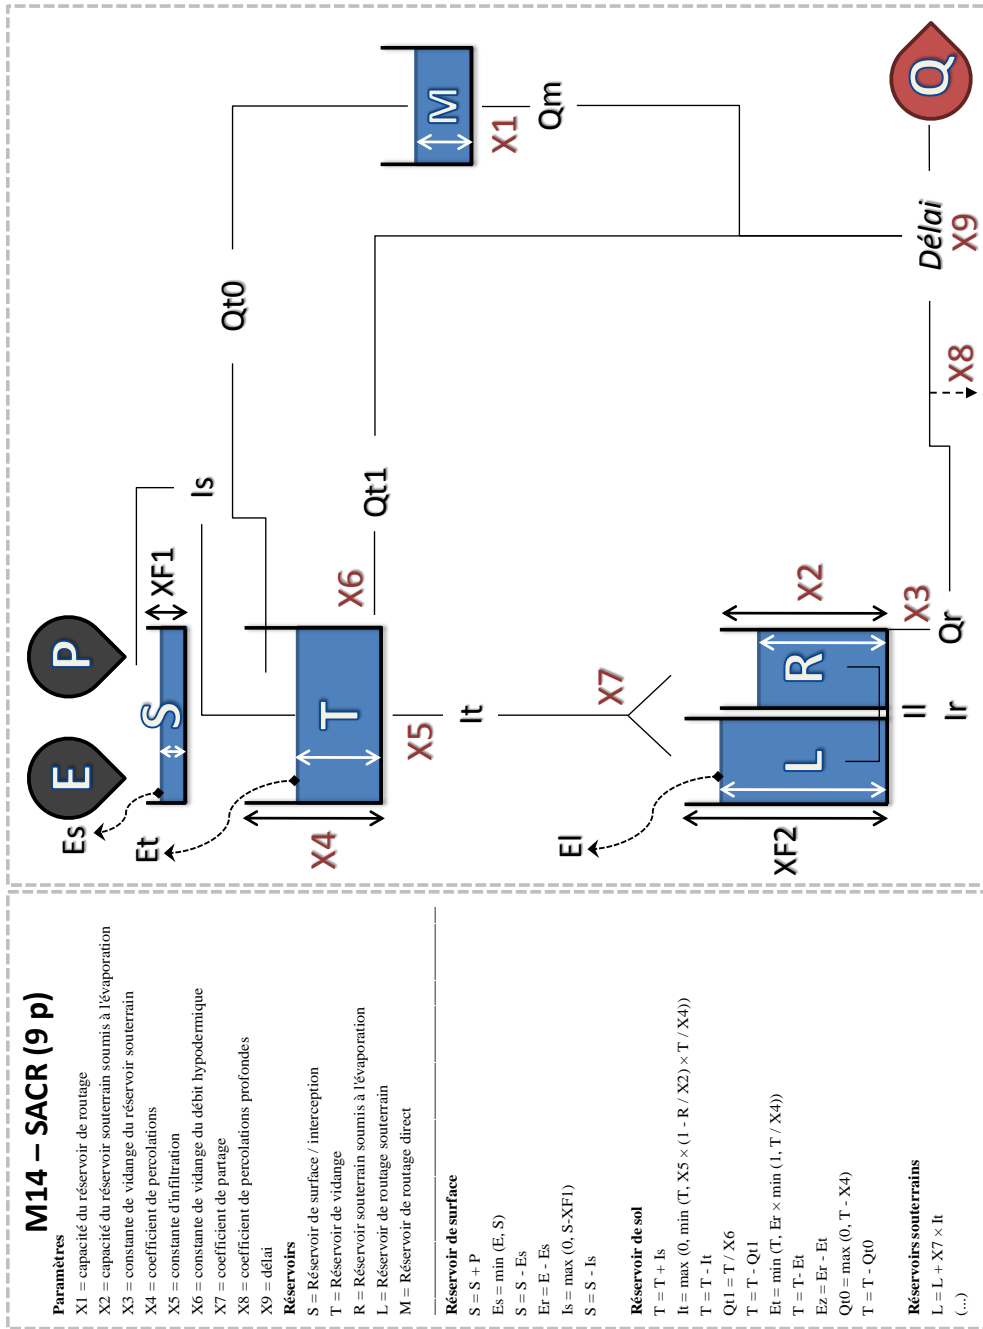 M14 – SACR (9 p)
Paramètres
X1 = capacité du réservoir de routage
X2 = capacité du réservoir souterrain soumis à l'évaporation
X3 = constante de vidange du réservoir souterrain
X4 = coefficient de percolations
X5 = constante d'infiltration
X6 = constante de vidange du débit hypodermique
X7 = coefficient de partage
X8 = coefficient de percolations profondes
X9 = délai
Réservoirs
S = Réservoir de surface / interception
T = Réservoir de vidange
R = Réservoir souterrain soumis à l'évaporation
L = Réservoir de routage souterrain
M = Réservoir de routage direct
Réservoir de surface
S = S + P
Es = min (E, S)
S = S - Es
Er = E - Es
Is = max (0, S-XF1)
S = S - Is
Réservoir de sol
T = T + Is
It = max (0, min (T, X5 × (1 - R / X2) × T / X4))
T = T - It
Qt1 = T / X6
T = T - Qt1
Et = min (T, Er × min (1, T / X4))
T = T- Et
Ez = Er - Et
Qt0 = max (0, T - X4)
T = T - Qt0
Réservoirs souterrains
L = L + X7 × It
(...)
E
P
Es
S
XF1
Is
Qt0
Et
T
X4
X6
Qt1
M
X1
Qm
X5
It
X7
El
L
R
XF2
X2
X3
Il
Ir
Qr
X8
Délai
X9
Q